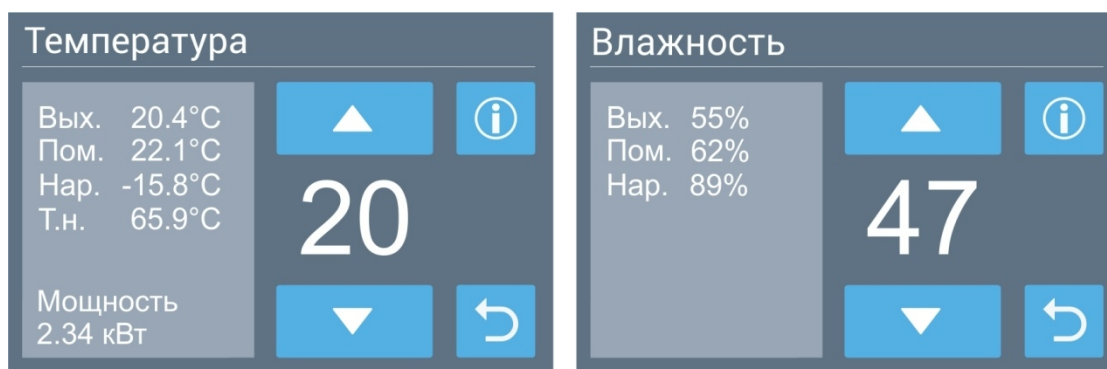 Температура
Вых. 20.4°C
Пом. 22.1°C
Нар. -15.8°C
Т.н. 65.9°C
Мощность
2.34 кВт
20
Влажность
Вых. 55%
Пом. 62%
Нар. 89%
47